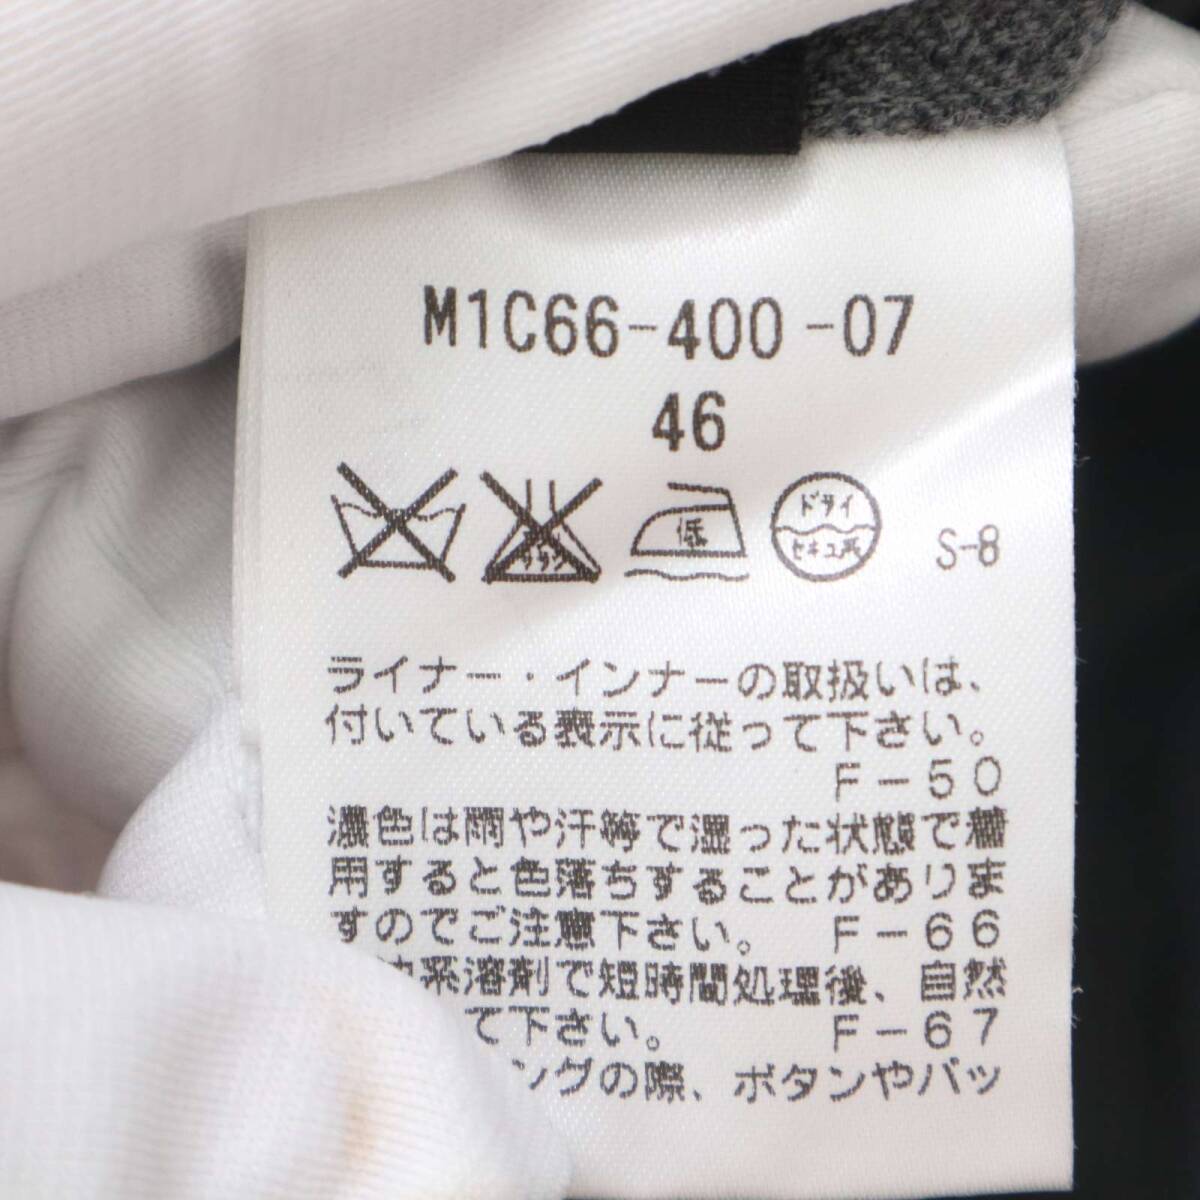 M1C66-400-07
46
低
ドライ
セキユ系
S-8
ライナー・インナーの取扱いは、
付いている表示に従って下さい。
F-50
濃色は雨や汗等で湿った状態で着
用すると色落ちすることがありま
すのでご注意下さい。 F-66
系溶剤で短時間処理後、自然
て下さい。 F-67
ングの際、ボタンやバッ